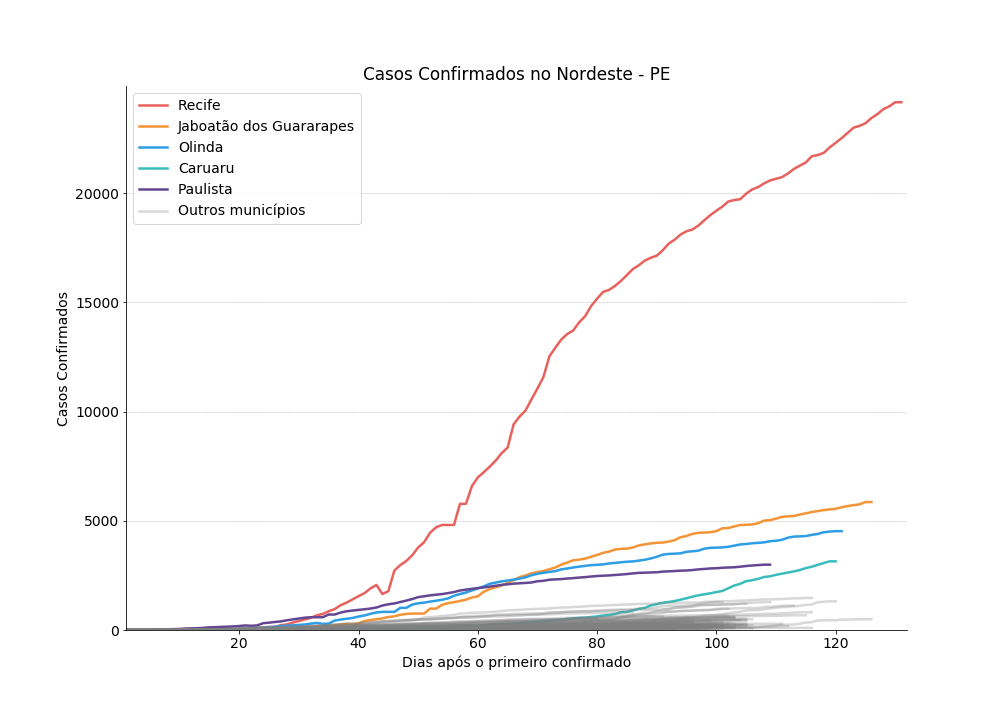 Casos Confirmados no Nordeste - PE
Recife
Jaboatão dos Guararapes
Olinda
Caruaru
Paulista
Outros municípios
Casos Confirmados
20000
15000
10000
5000
0
20
40
60
80
100
120
Dias após o primeiro confirmado